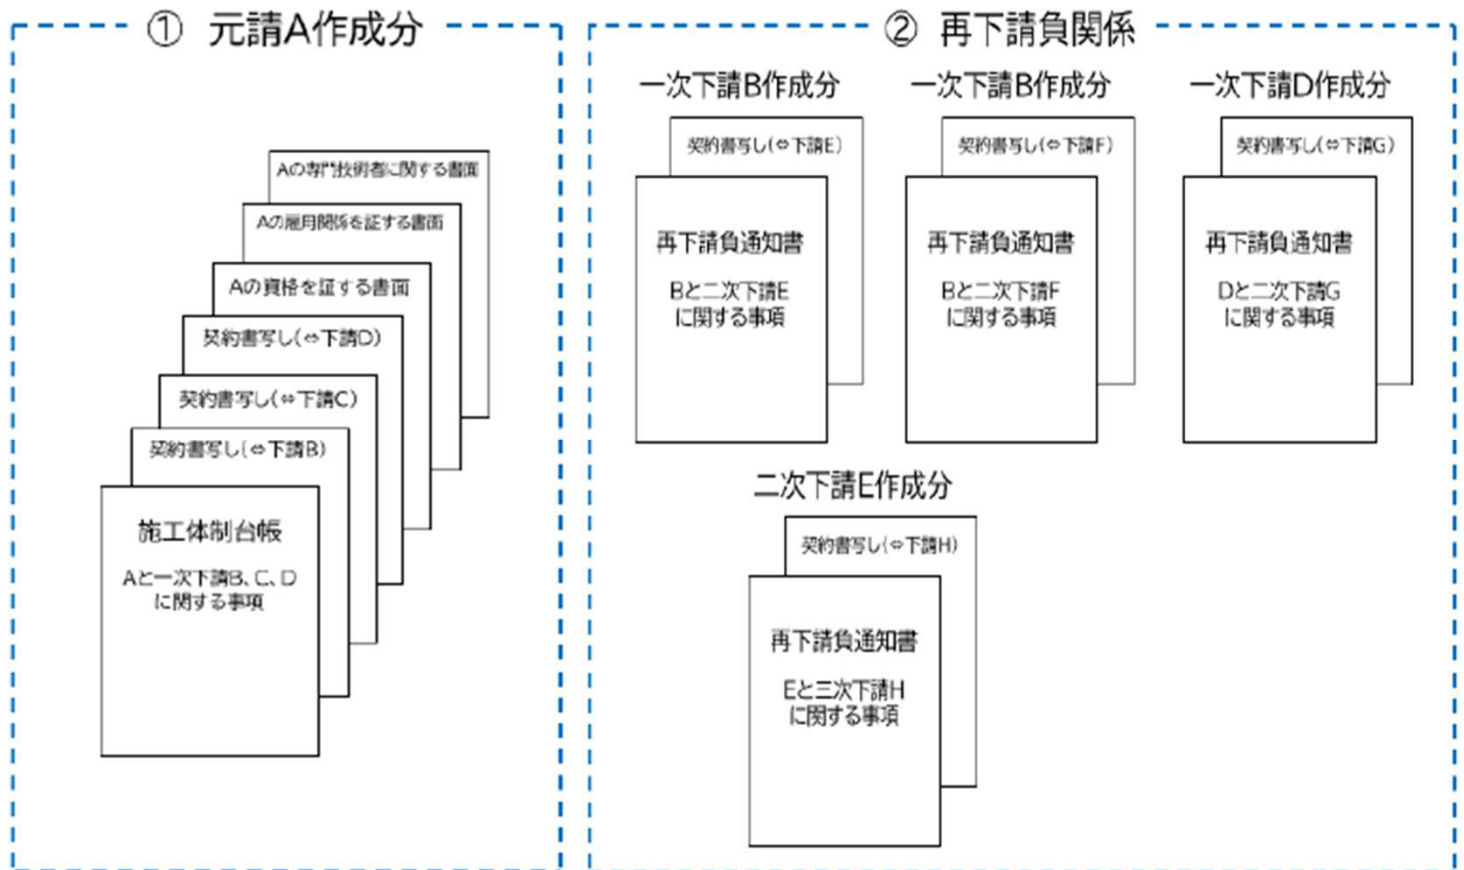 ① 元請A作成分
Aの専門技術者に関する書面
Aの雇用関係を証する書面
Aの資格を証する書面
契約書写し(⇔下請D)
契約書写し(⇔下請C)
契約書写し(⇔下請B)
施工体制台帳
Aと一次下請B、C、D
に関する事項
② 再下請負関係
一次下請B作成分
契約書写し(⇔下請E)
再下請負通知書
Bと二次下請E
に関する事項
一次下請B作成分
契約書写し(⇔下請F)
再下請負通知書
Bと二次下請F
に関する事項
一次下請D作成分
契約書写し(⇔下請G)
再下請負通知書
Dと二次下請G
に関する事項
二次下請E作成分
契約書写し(⇔下請H)
再下請負通知書
Eと三次下請H
に関する事項